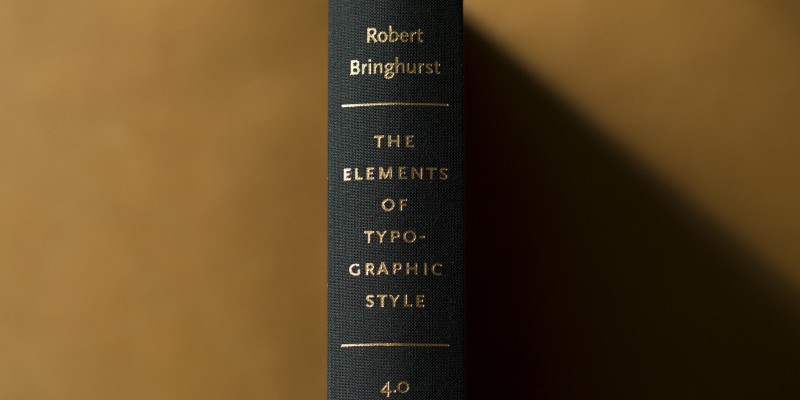 Robert
Bringhurst
THE
ELEMENTS
OF
TYPO-
GRAPHIC
STYLE
4.0